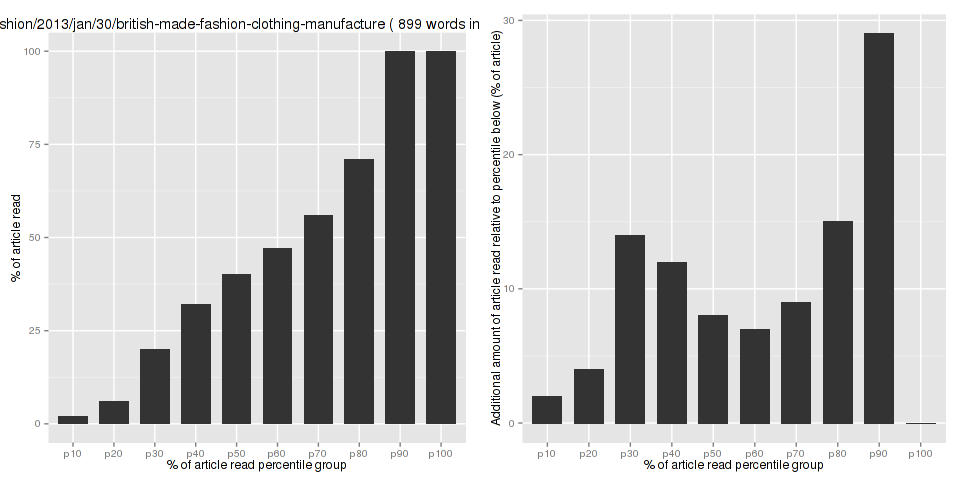 shion/2013/jan/30/british-made-fashion-clothing-manufacture ( 899 words in
% of article read
100
75
50
25
0
p10 p20 p30 p40 p50 p60 p70 p80 p90 p100
% of article read percentile group
Additional amount of article read relative to percentile below (% of article)
30
20
10
0
p10 p20 p30 p40 p50 p60 p70 p80 p90 p100
% of article read percentile group